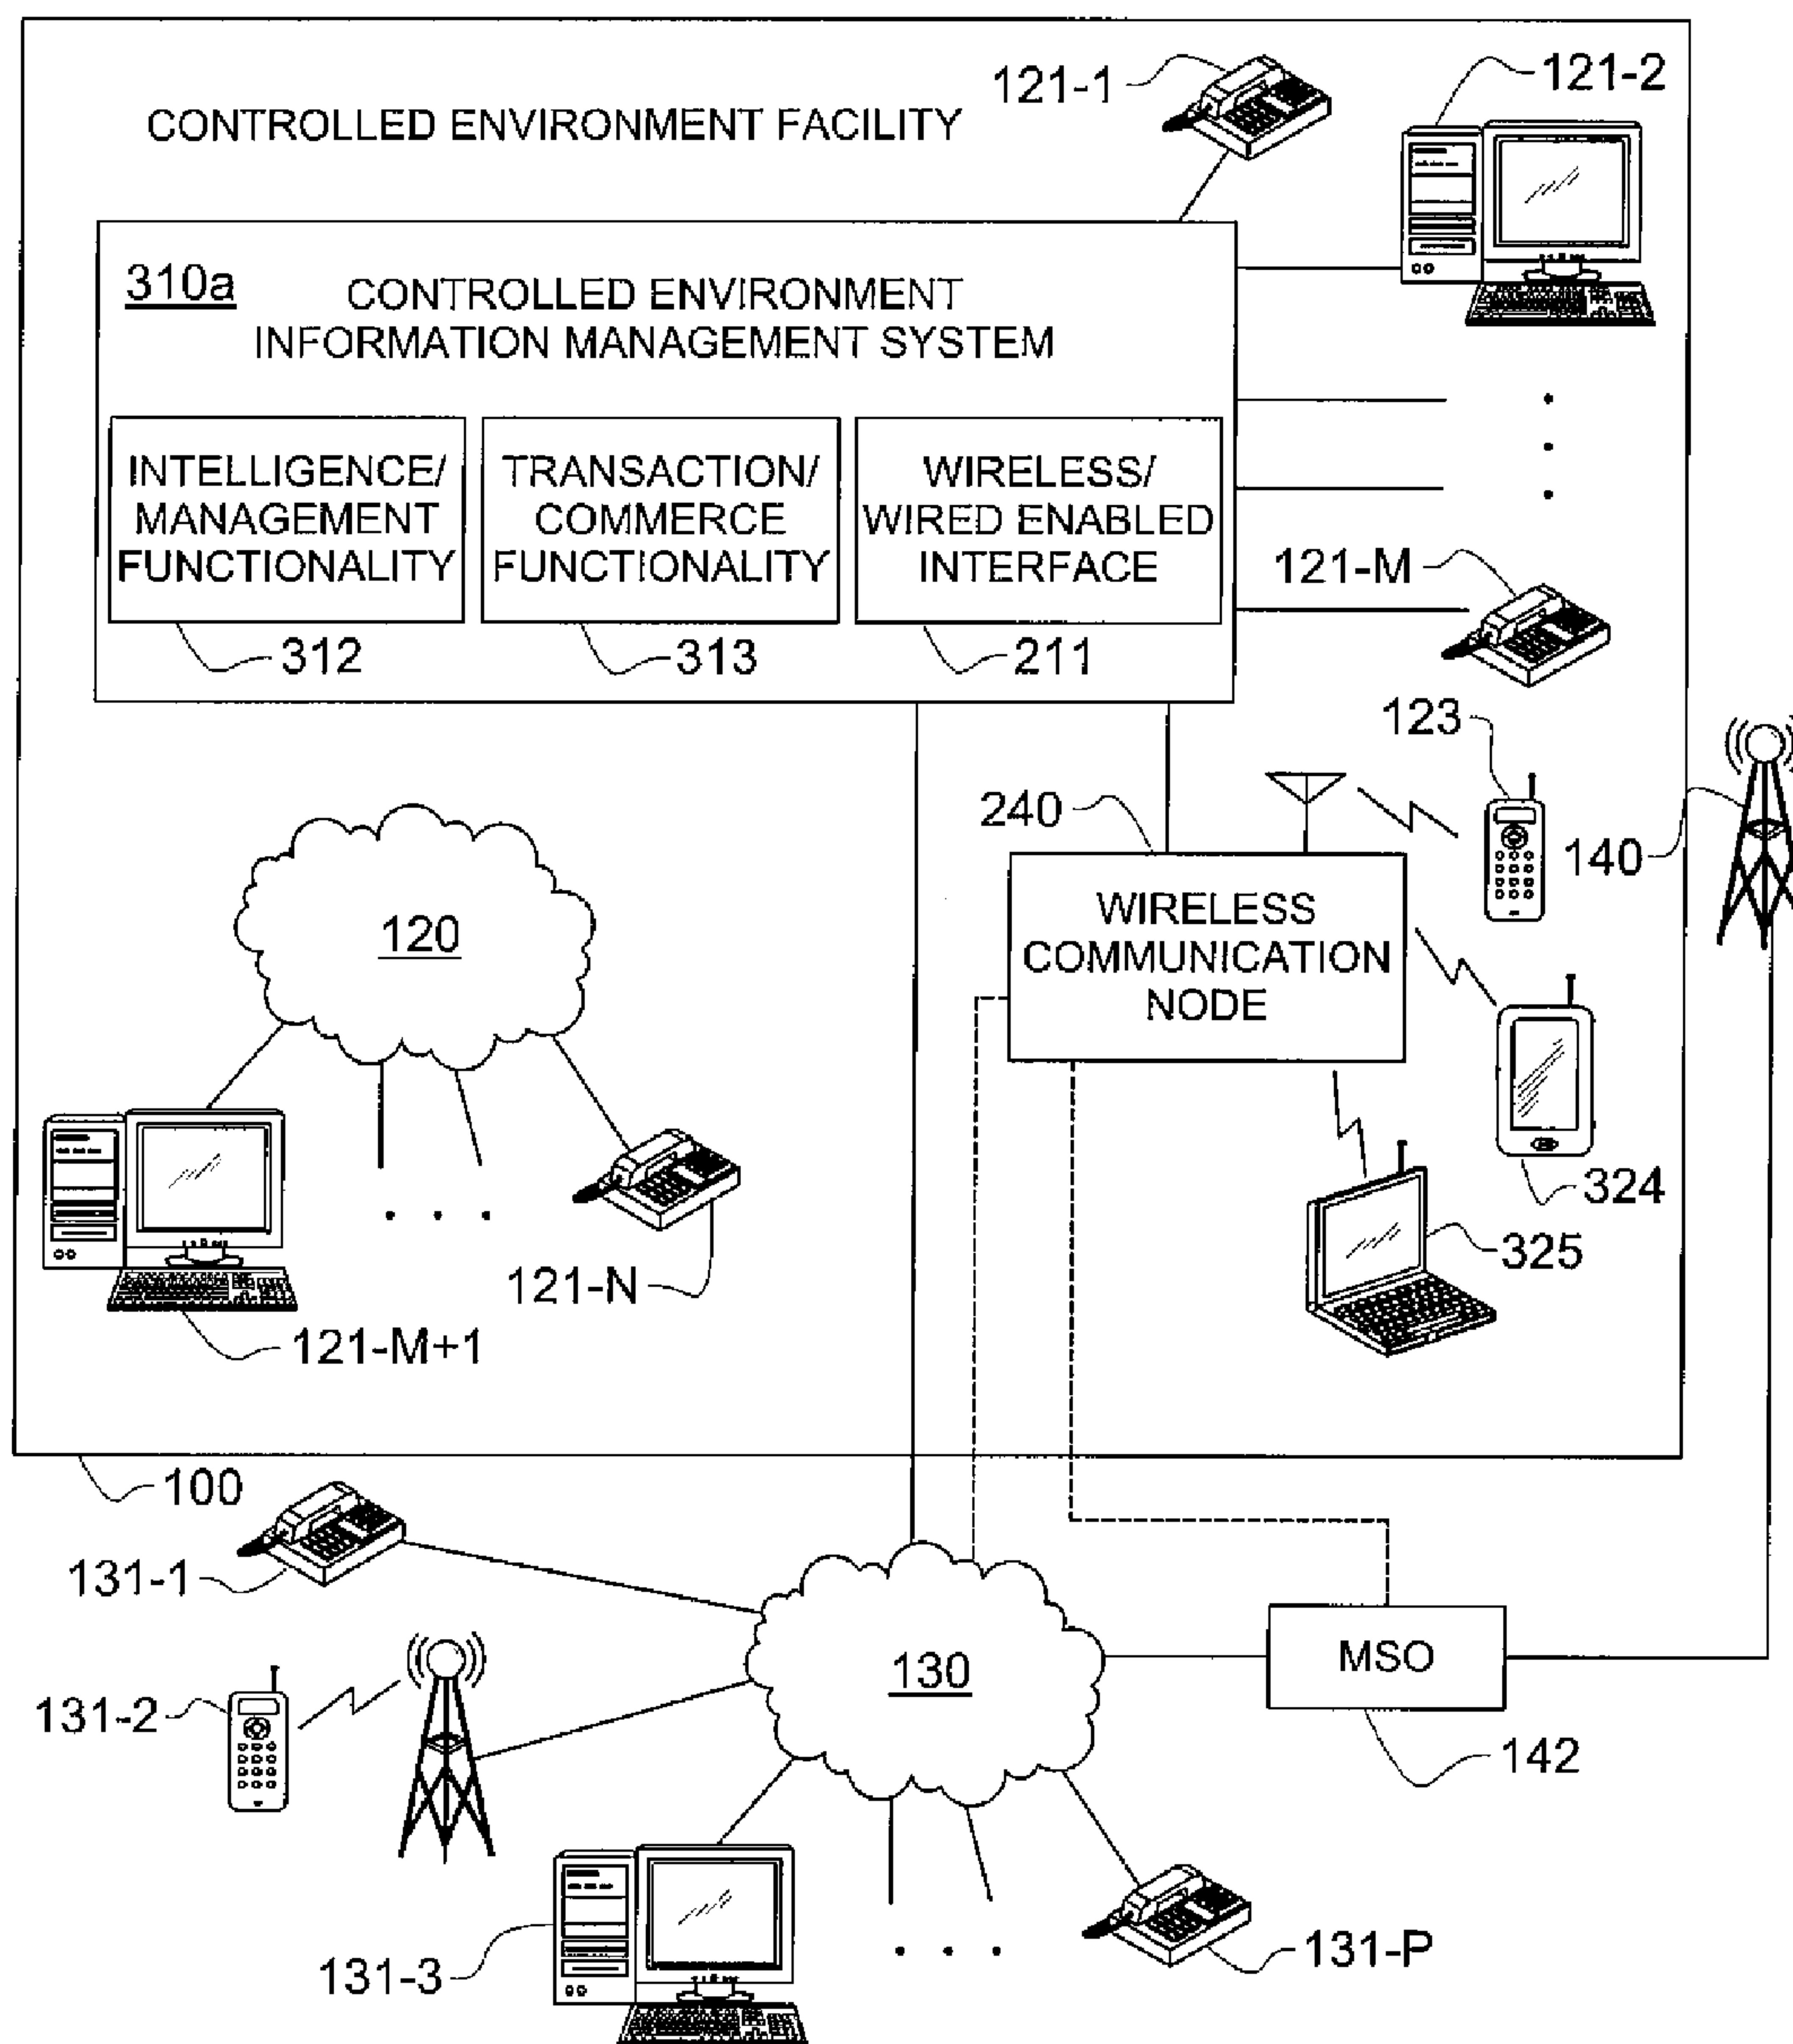 121-1
121-2
CONTROLLED ENVIRONMENT FACILITY
310a
CONTROLLED ENVIRONMENT
INFORMATION MANAGEMENT SYSTEM
INTELLIGENCE/
MANAGEMENT
FUNCTIONALITY
TRANSACTION/
COMMERCE
FUNCTIONALITY
WIRELESS/
WIRED ENABLED
INTERFACE
312
313
211
121-M
123
240
140
WIRELESS
COMMUNICATION
NODE
120
324
325
121-N
121-M+1
100
131-1
130
MSO
131-2
142
131-3
131-P